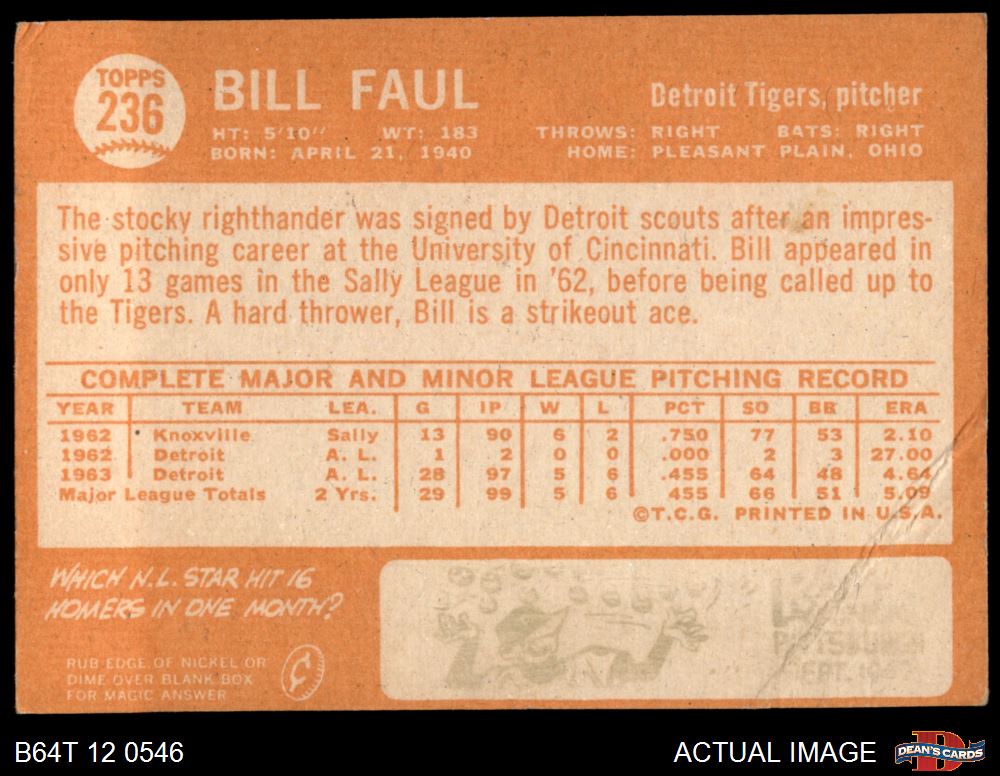 TOPPS
236
BILL FAUL
Detroit Tigers, pitcher
HT: 5'10" WT: 183
THROWS: RIGHT BATS: RIGHT
BORN: APRIL 21, 1940
HOME: PLEASANT PLAIN, OHIO
The stocky righthander was signed by Detroit scouts after an impres-
sive pitching career at the University of Cincinnati. Bill appeared in
only 13 games in the Sally League in '62, before being called up to
the Tigers. A hard thrower, Bill is a strikeout ace.
COMPLETE MAJOR AND MINOR LEAGUE PITCHING RECORD
YEAR TEAM LEA. G IP W L PCT SO BB ERA
1962 Knoxville Sally 13 90 6 2 .750 77 53 2.10
1962 Detroit A. L. 1 2 0 0 .000 2 3 27.00
1963 Detroit A. L. 28 97 5 6 .455 64 48 4.64
Major League Totals 2 Yrs. 29 99 5 6 .455 66 51 5.09
©T.C.G. PRINTED IN U.S.A.
WHICH N.L. STAR HIT 16
HOMERS IN ONE MONTH?
RUB EDGE OF NICKEL OR
DIME OVER BLANK BOX
FOR MAGIC ANSWER
PITTSBURGH
SEPT.
B64T 12 0546
ACTUAL IMAGE
DEAN'S CARDS